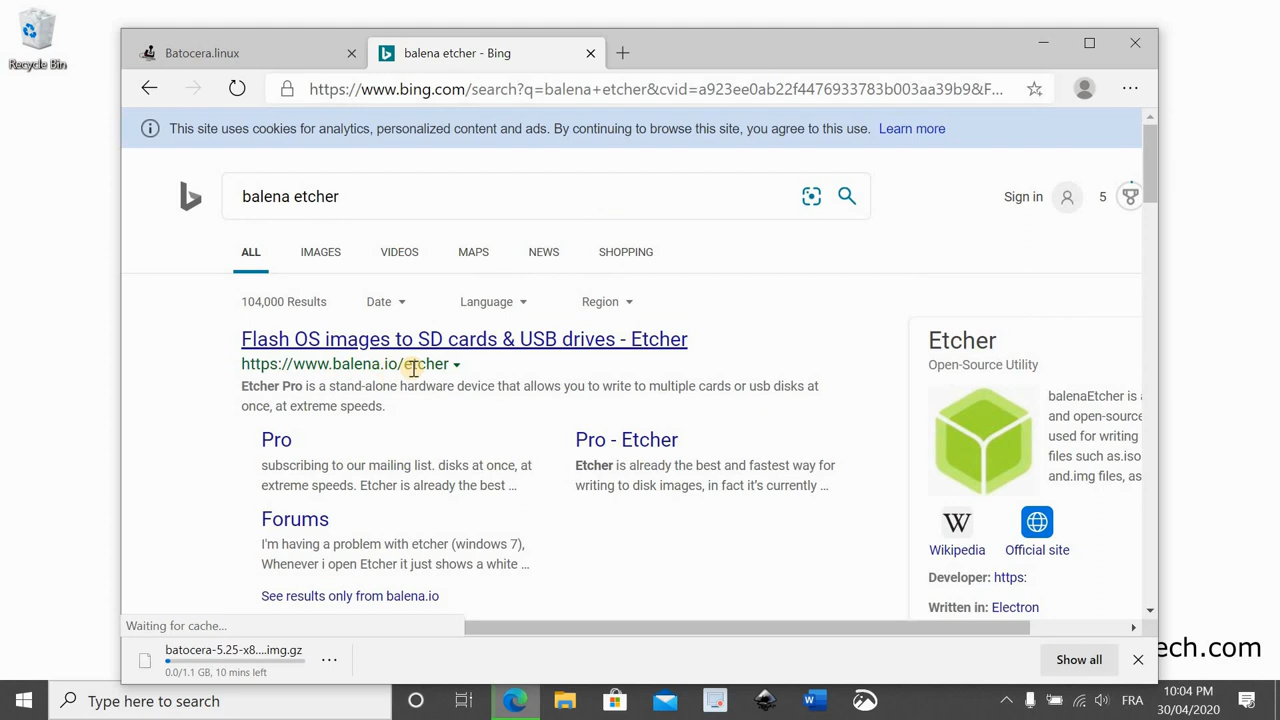 Recycle Bin
Batocera.linux
balena etcher - Bing
https://www.bing.com/search?q=balena+etcher&cvid=a923ee0ab22f4476933783b003aa39b9&F...
This site uses cookies for analytics, personalized content and ads. By continuing to browse this site, you agree to this use. Learn more
balena etcher
Sign in
5
ALL IMAGES VIDEOS MAPS NEWS SHOPPING
104,000 Results Date Language Region
Flash OS images to SD cards & USB drives - Etcher
https://www.balena.io/etcher
Etcher Pro is a stand-alone hardware device that allows you to write to multiple cards or usb disks at
once, at extreme speeds.
Pro
subscribing to our mailing list. disks at once, at
extreme speeds. Etcher is already the best ...
Pro - Etcher
Etcher is already the best and fastest way for
writing to disk images, in fact it's currently ...
Forums
I'm having a problem with etcher (windows 7),
Whenever i open Etcher it just shows a white ...
See results only from balena.io
Etcher
Open-Source Utility
balenaEtcher is a
and open-source
used for writing
files such as.iso
and.img files, as
Wikipedia
Official site
Developer: https:
Written in: Electron
Waiting for cache...
batocera-5.25-x8....img.gz
0.0/1.1 GB, 10 mins left
Show all
ech.com
Type here to search
FRA
10:04 PM
30/04/2020